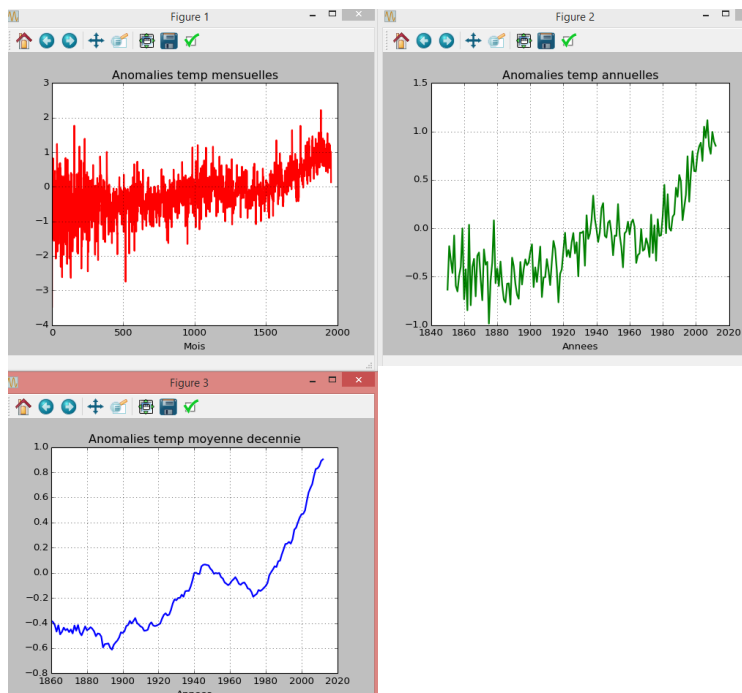 Figure 1
Anomalies temp mensuelles
3
2
1
0
−1
−2
−3
−4
0 500 1000 1500 2000
Mois
Figure 2
Anomalies temp annuelles
1.5
1.0
0.5
0.0
−0.5
−1.0
1840 1860 1880 1900 1920 1940 1960 1980 2000 2020
Annees
Figure 3
Anomalies temp moyenne decennie
1.0
0.8
0.6
0.4
0.2
0.0
−0.2
−0.4
−0.6
−0.8
1860 1880 1900 1920 1940 1960 1980 2000 2020
Annees